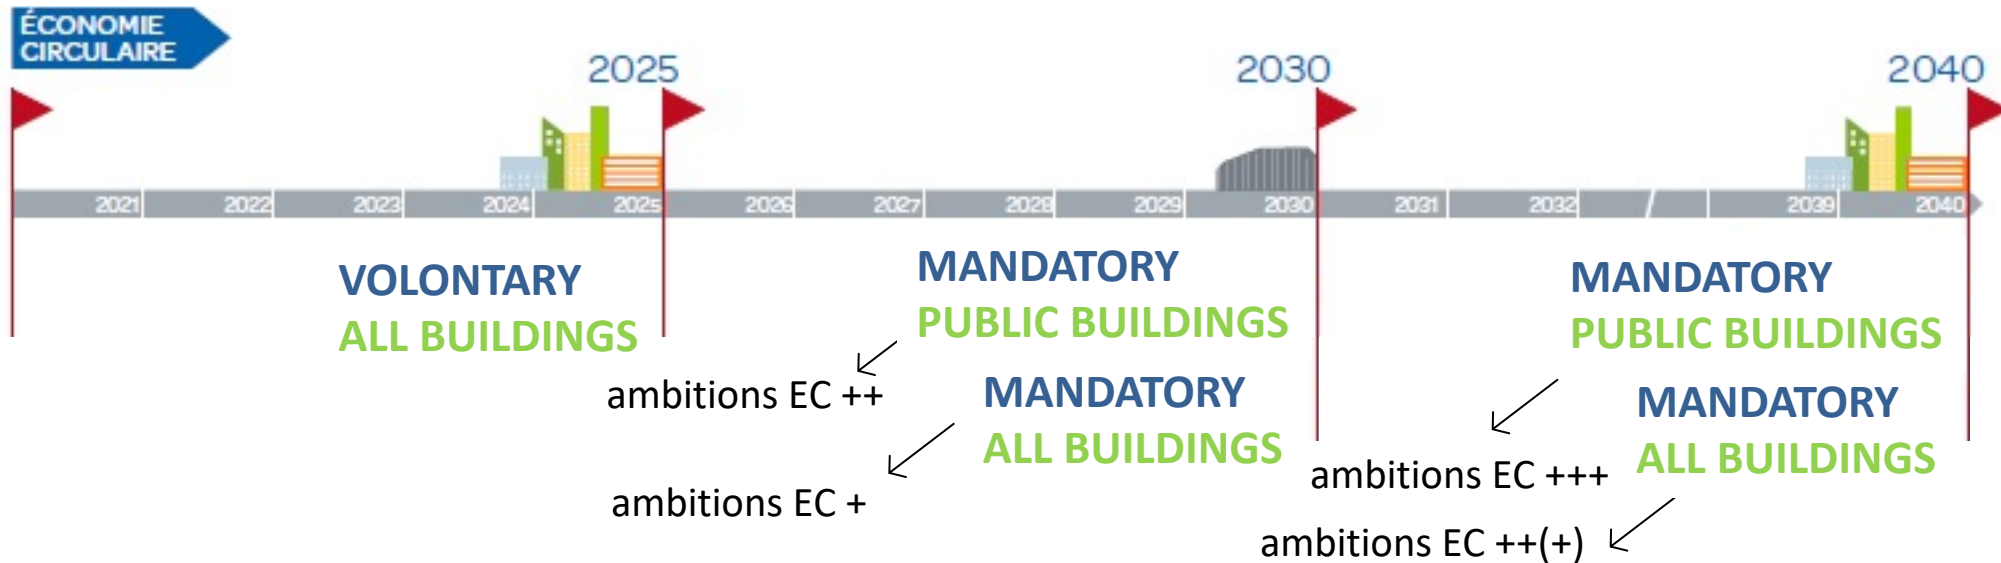 ÉCONOMIE
CIRCULAIRE
2025
2030
2040
2021
2022
2023
2024
2025
2026
2027
2028
2029
2030
2031
2032
/
2039
2040
VOLONTARY
ALL BUILDINGS
MANDATORY
PUBLIC BUILDINGS
ambitions EC ++
MANDATORY
ALL BUILDINGS
ambitions EC +
MANDATORY
PUBLIC BUILDINGS
ambitions EC +++
MANDATORY
ALL BUILDINGS
ambitions EC ++(+)